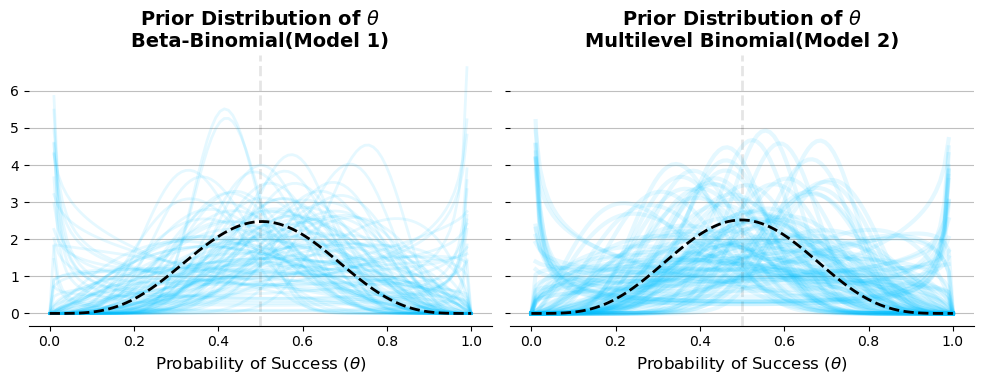 Prior Distribution of θ
Beta-Binomial(Model 1)
Prior Distribution of θ
Multilevel Binomial(Model 2)
6
5
4
3
2
1
0
0.0 0.2 0.4 0.6 0.8 1.0
0.0 0.2 0.4 0.6 0.8 1.0
Probability of Success (θ)
Probability of Success (θ)